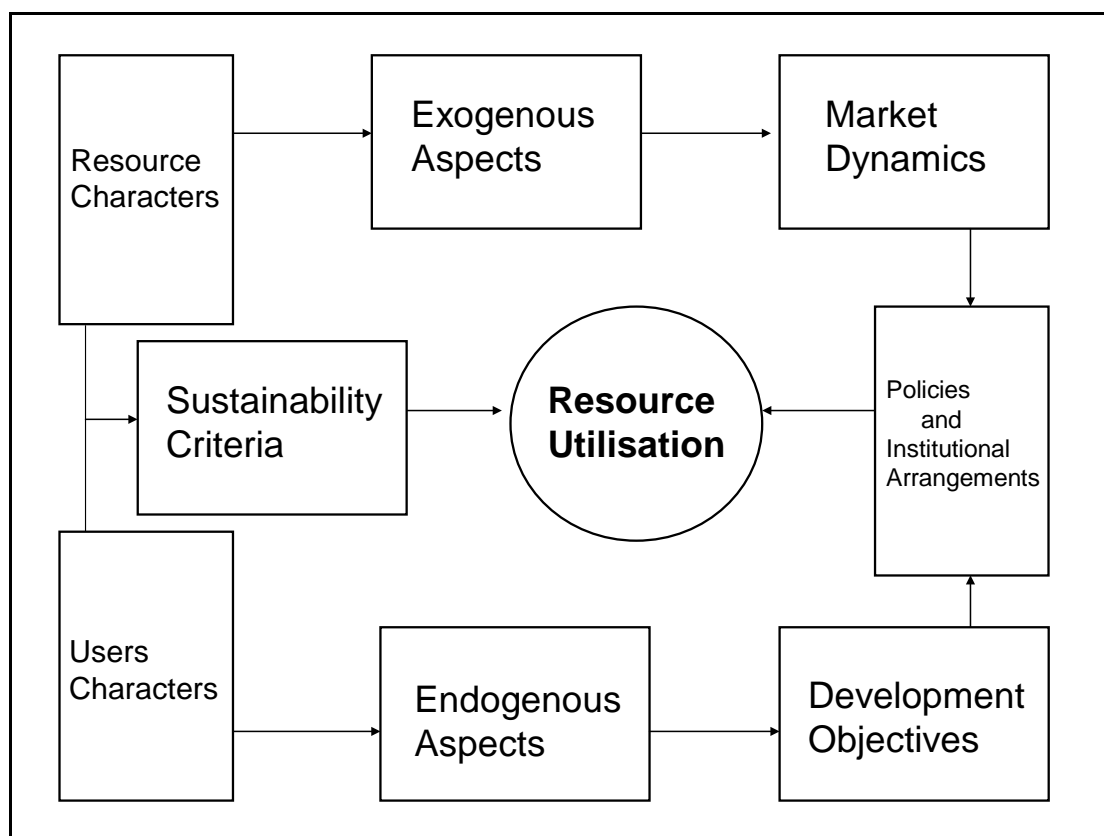 Resource
Characters
Exogenous
Aspects
Market
Dynamics
Sustainability
Criteria
Resource
Utilisation
Policies
and
Institutional
Arrangements
Users
Characters
Endogenous
Aspects
Development
Objectives